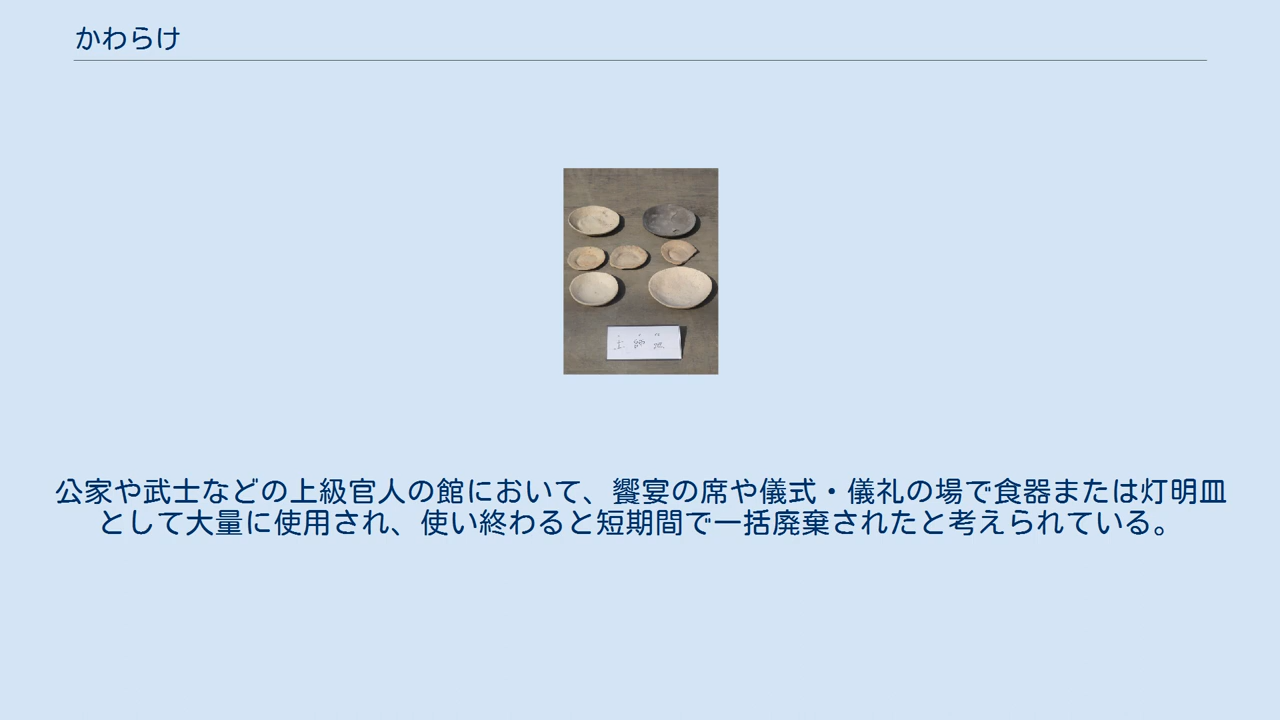 かわらけ
公家や武士などの上級官人の館において、饗宴の席や儀式・儀礼の場で食器または灯明皿
として大量に使用され、使い終わると短期間で一括廃棄されたと考えられている。